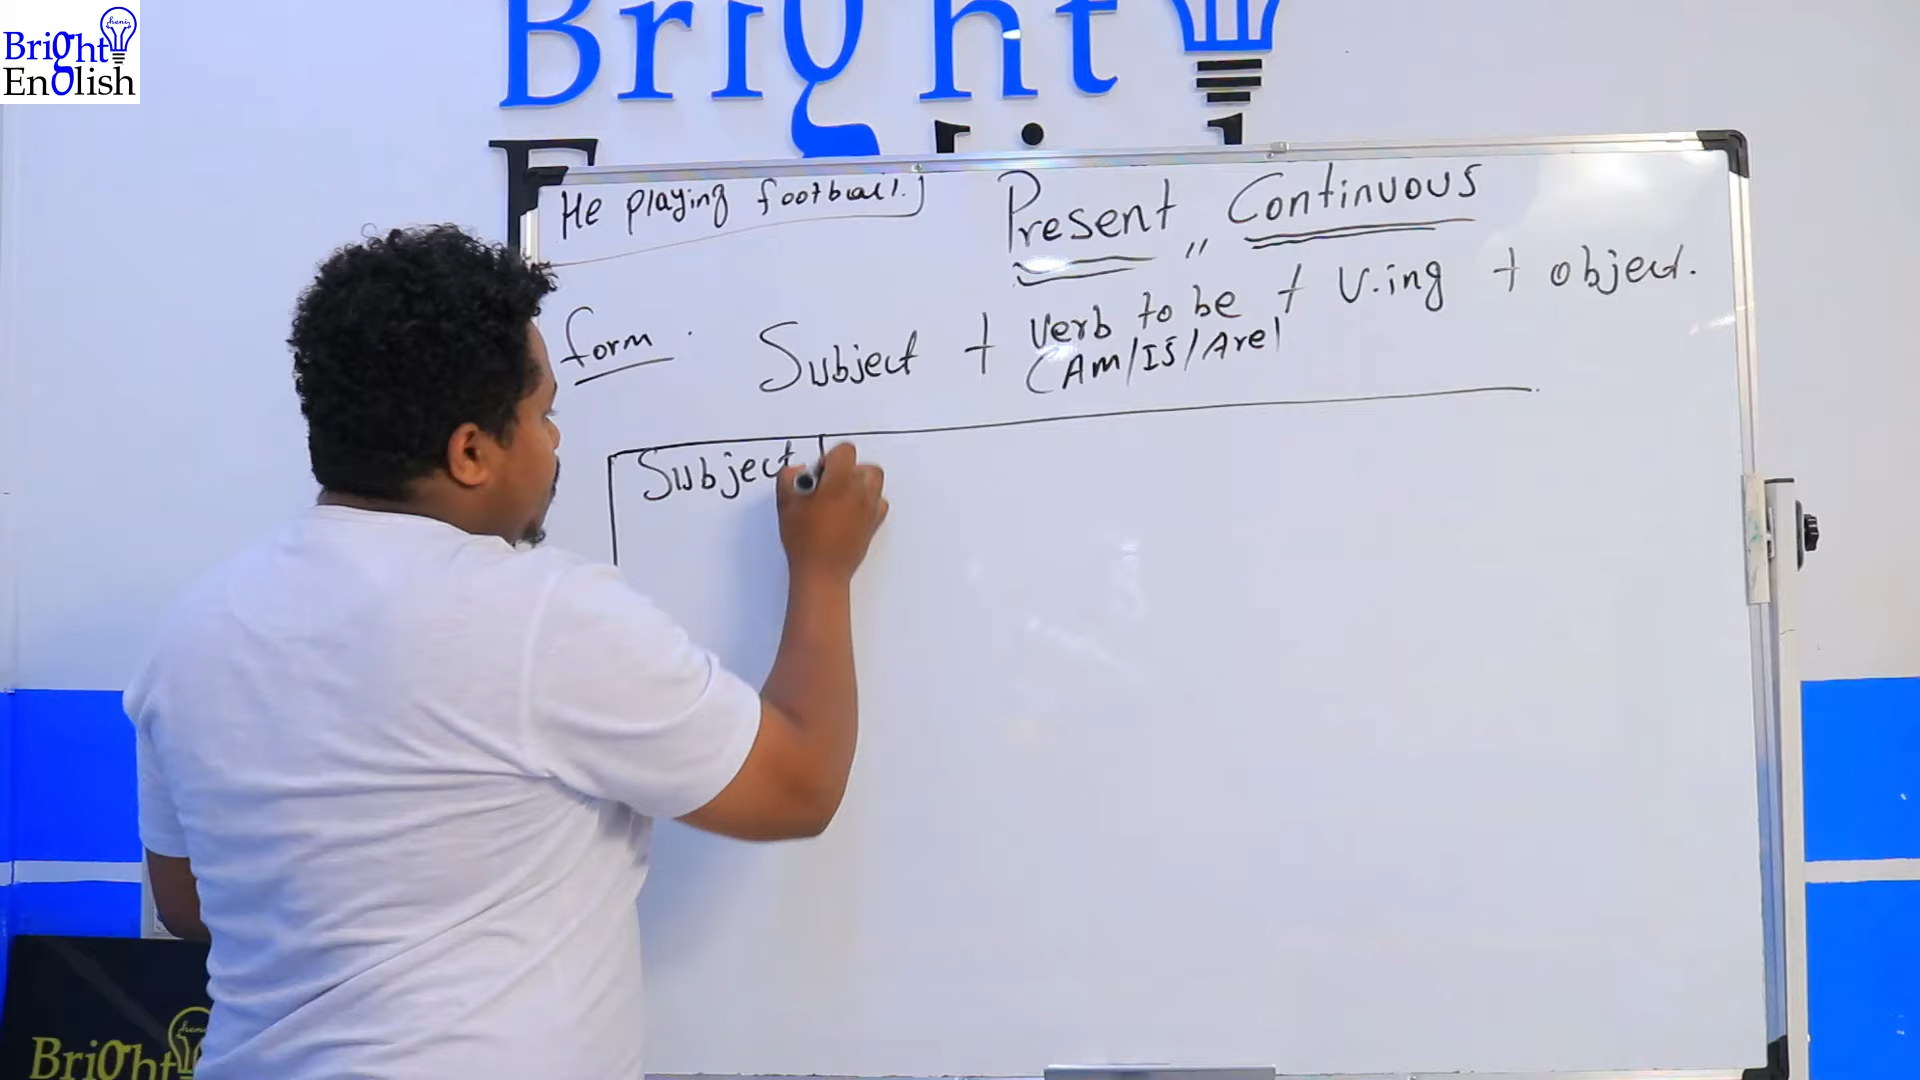 Bright
English
Bright
He playing football.
Present Continuous
form. Subject + verb to be + V.ing + object.
(Am/Is/Are)
Subject
Bright